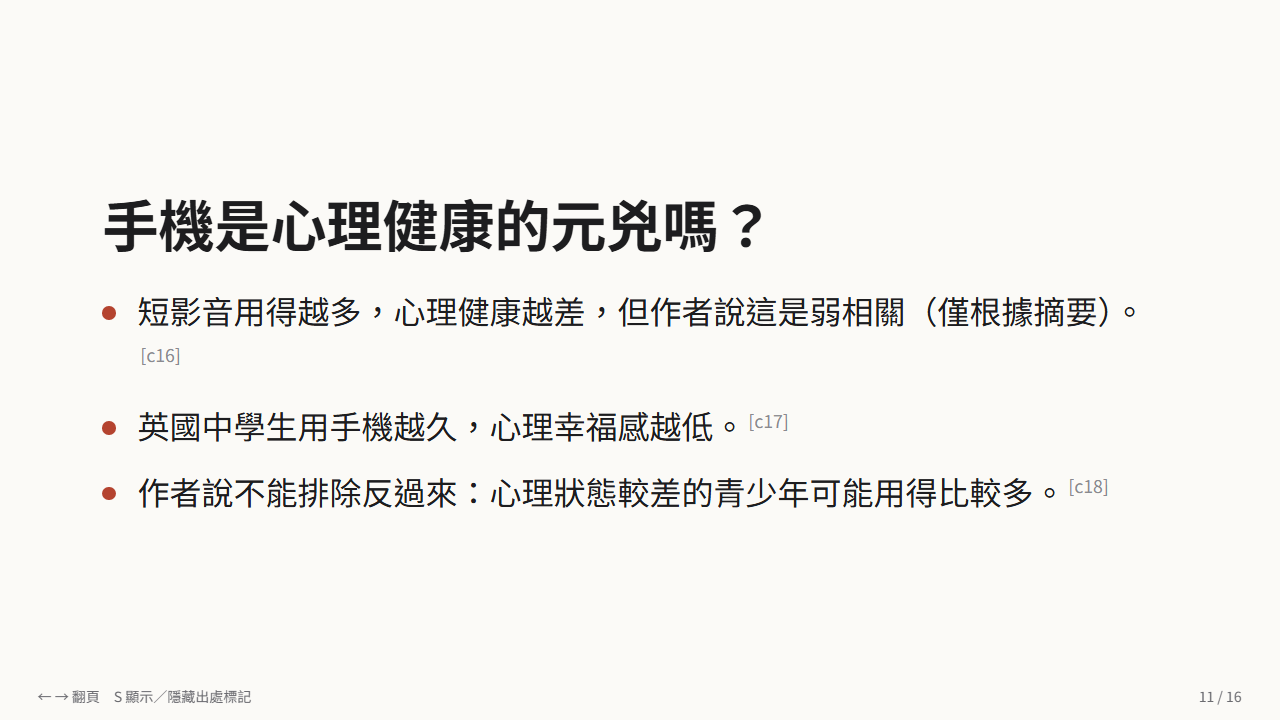 手機是心理健康的元兇嗎？
短影音用得越多，心理健康越差，但作者說這是弱相關（僅根據摘要）。
[c16]
英國中學生用手機越久，心理幸福感越低。[c17]
作者說不能排除反過來：心理狀態較差的青少年可能用得比較多。[c18]
←→ 翻頁　S 顯示／隱藏出處標記
11 / 16